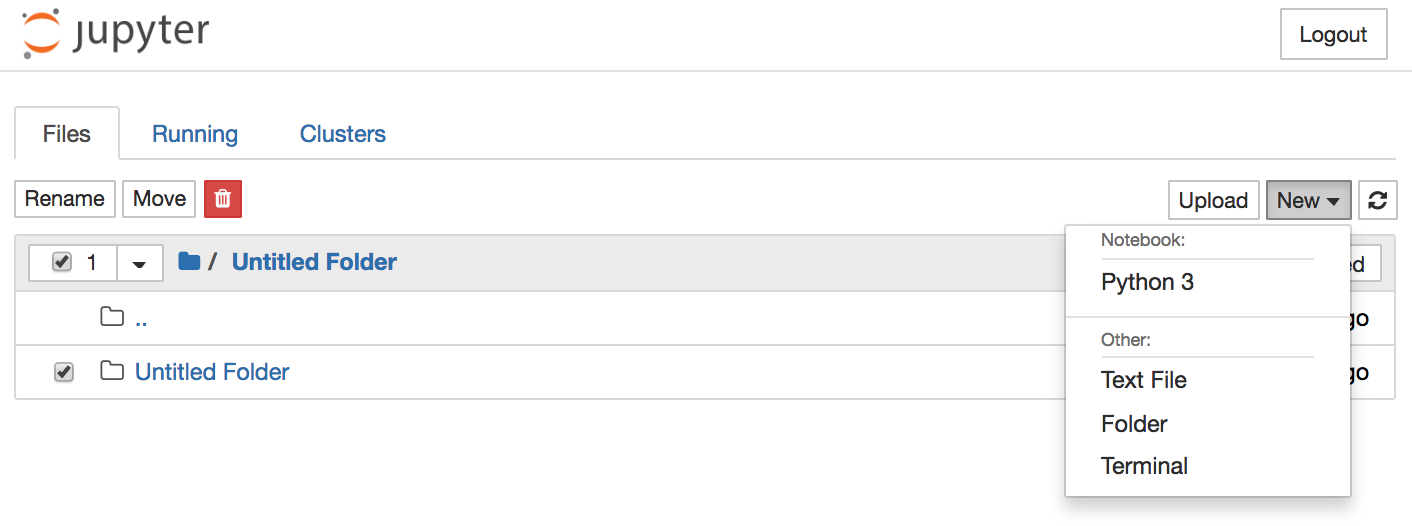 jupyter
Logout
Files Running Clusters
Rename Move Upload New
1 / Untitled Folder
Notebook:
Python 3
..
Other:
Untitled Folder
Text File
Folder
Terminal